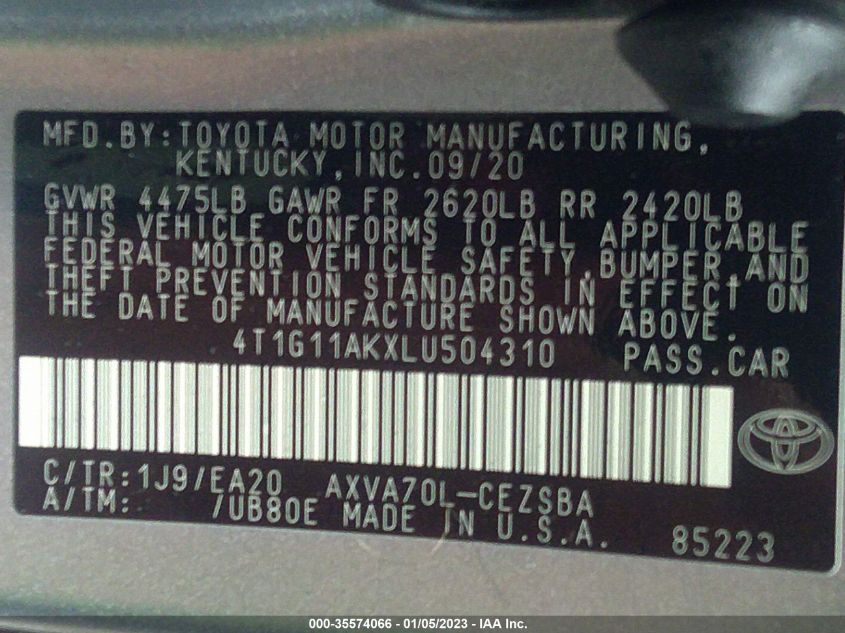 MFD.BY:TOYOTA MOTOR MANUFACTURING,
KENTUCKY,INC.09/20
GVWR 4475LB GAWR FR 2620LB RR 2420LB
THIS VEHICLE CONFORMS TO ALL APPLICABLE
FEDERAL MOTOR VEHICLE SAFETY,BUMPER,AND
THEFT PREVENTION STANDARDS IN EFFECT ON
THE DATE OF MANUFACTURE SHOWN ABOVE.
4T1G11AKXLU504310 PASS.CAR
C/TR:1J9/EA20 AXVA70L-CEZSBA
A/TM: /UB80E MADE IN U.S.A. 85223
000-35574066 - 01/05/2023 - IAA Inc.